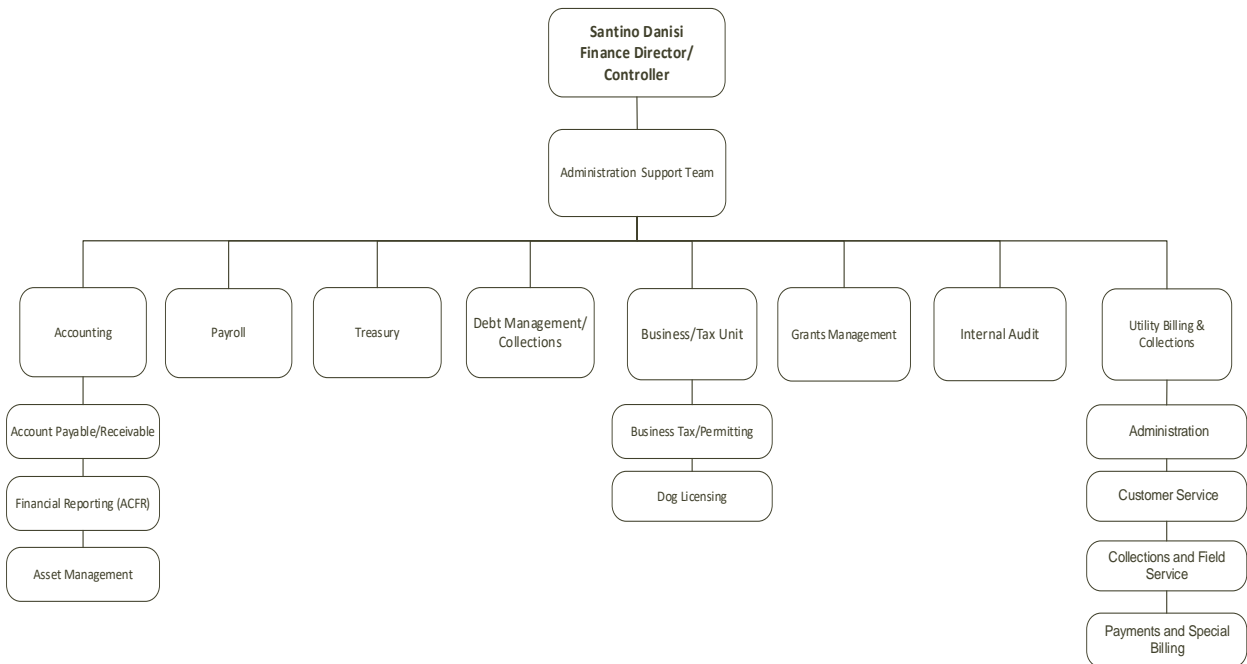 Santino Danisi
Finance Director/
Controller
Administration Support Team
Accounting
Payroll
Treasury
Debt Management/
Collections
Business/Tax Unit
Grants Management
Internal Audit
Utility Billing &
Collections
Account Payable/Receivable
Business Tax/Permitting
Administration
Financial Reporting (ACFR)
Dog Licensing
Customer Service
Asset Management
Collections and Field
Service
Payments and Special
Billing